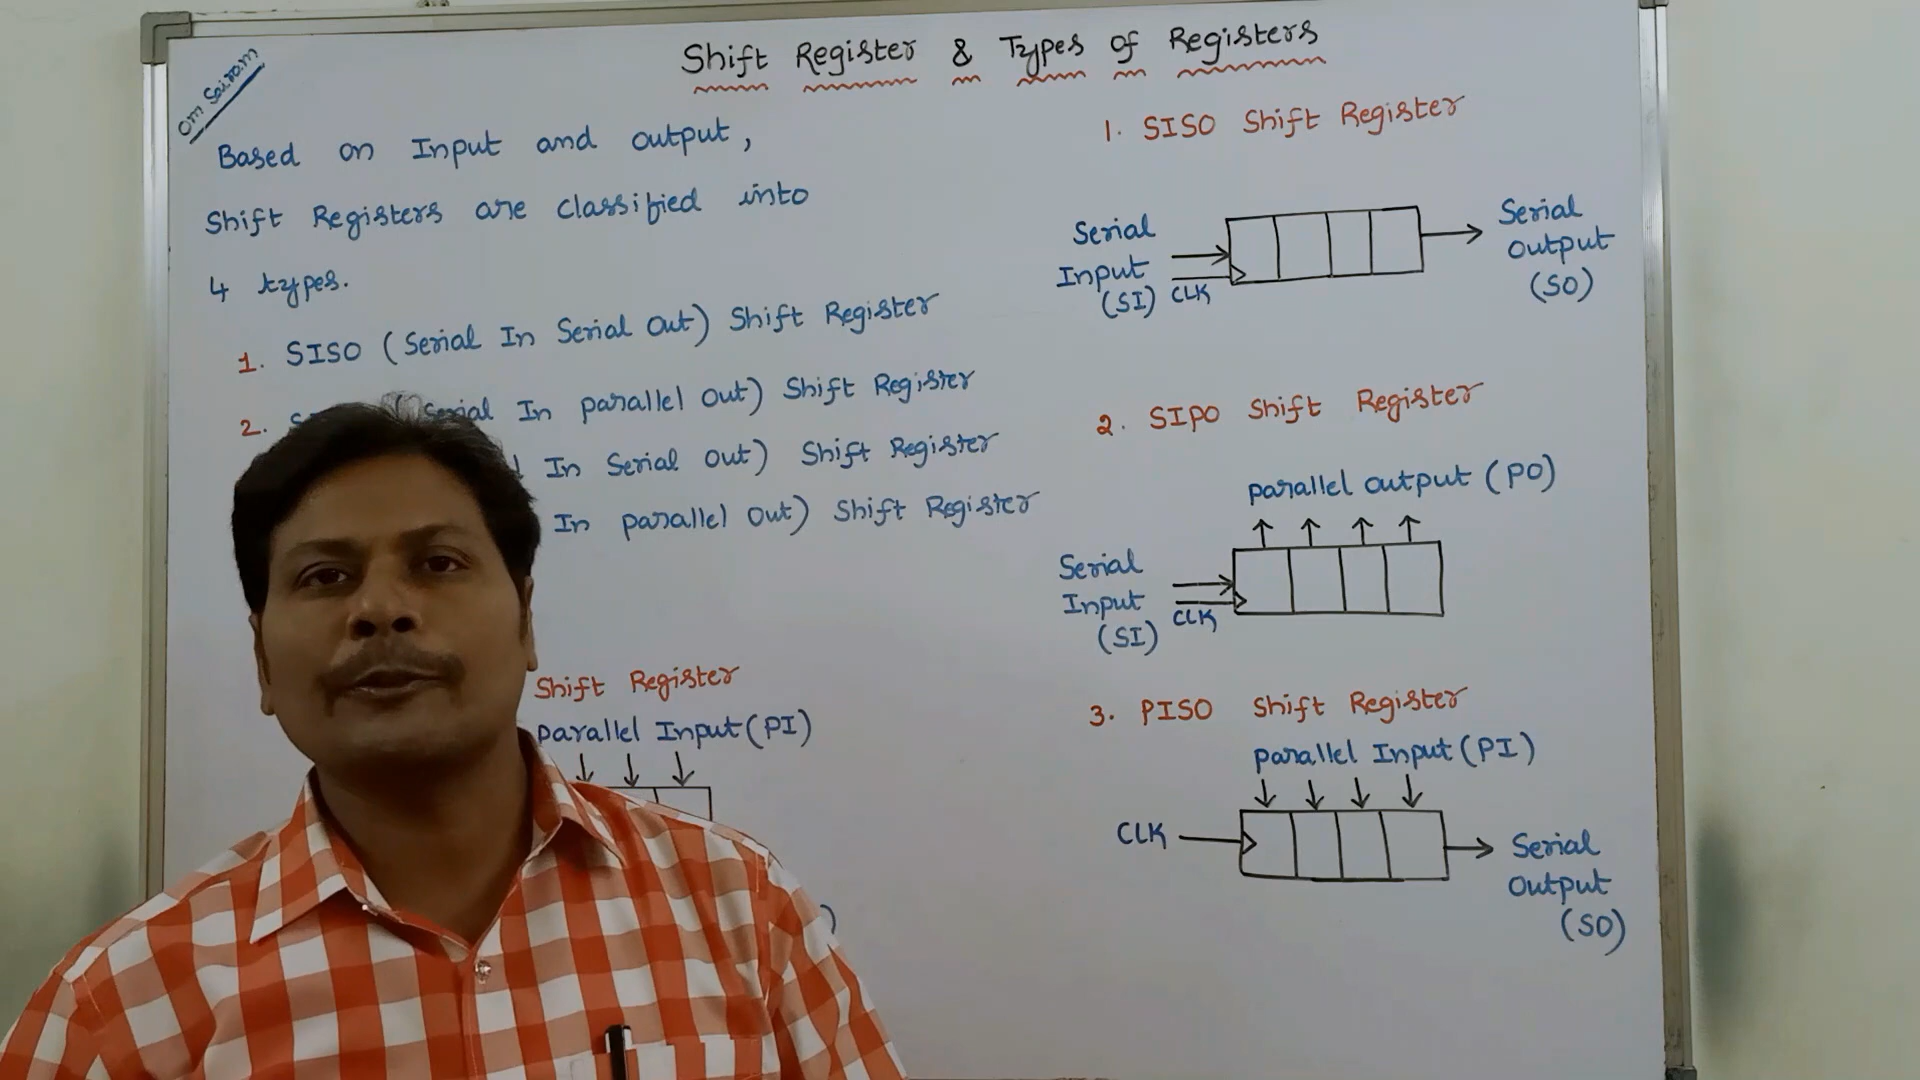 Om Sairam
Shift Register & Types of Registers
Based on Input and output,
Shift Registers are classified into
4 types.
1. SISO (Serial In Serial Out) Shift Register
2. (Serial In parallel out) Shift Register
In Serial out) Shift Register
In parallel out) Shift Register
Shift Register
parallel Input (PI)
)
1. SISO Shift Register
Serial
Input
(SI)
CLK
Serial
output
(SO)
2. SIPO Shift Register
parallel output (PO)
Serial
Input
(SI)
CLK
3. PISO Shift Register
parallel Input (PI)
CLK
Serial
output
(SO)